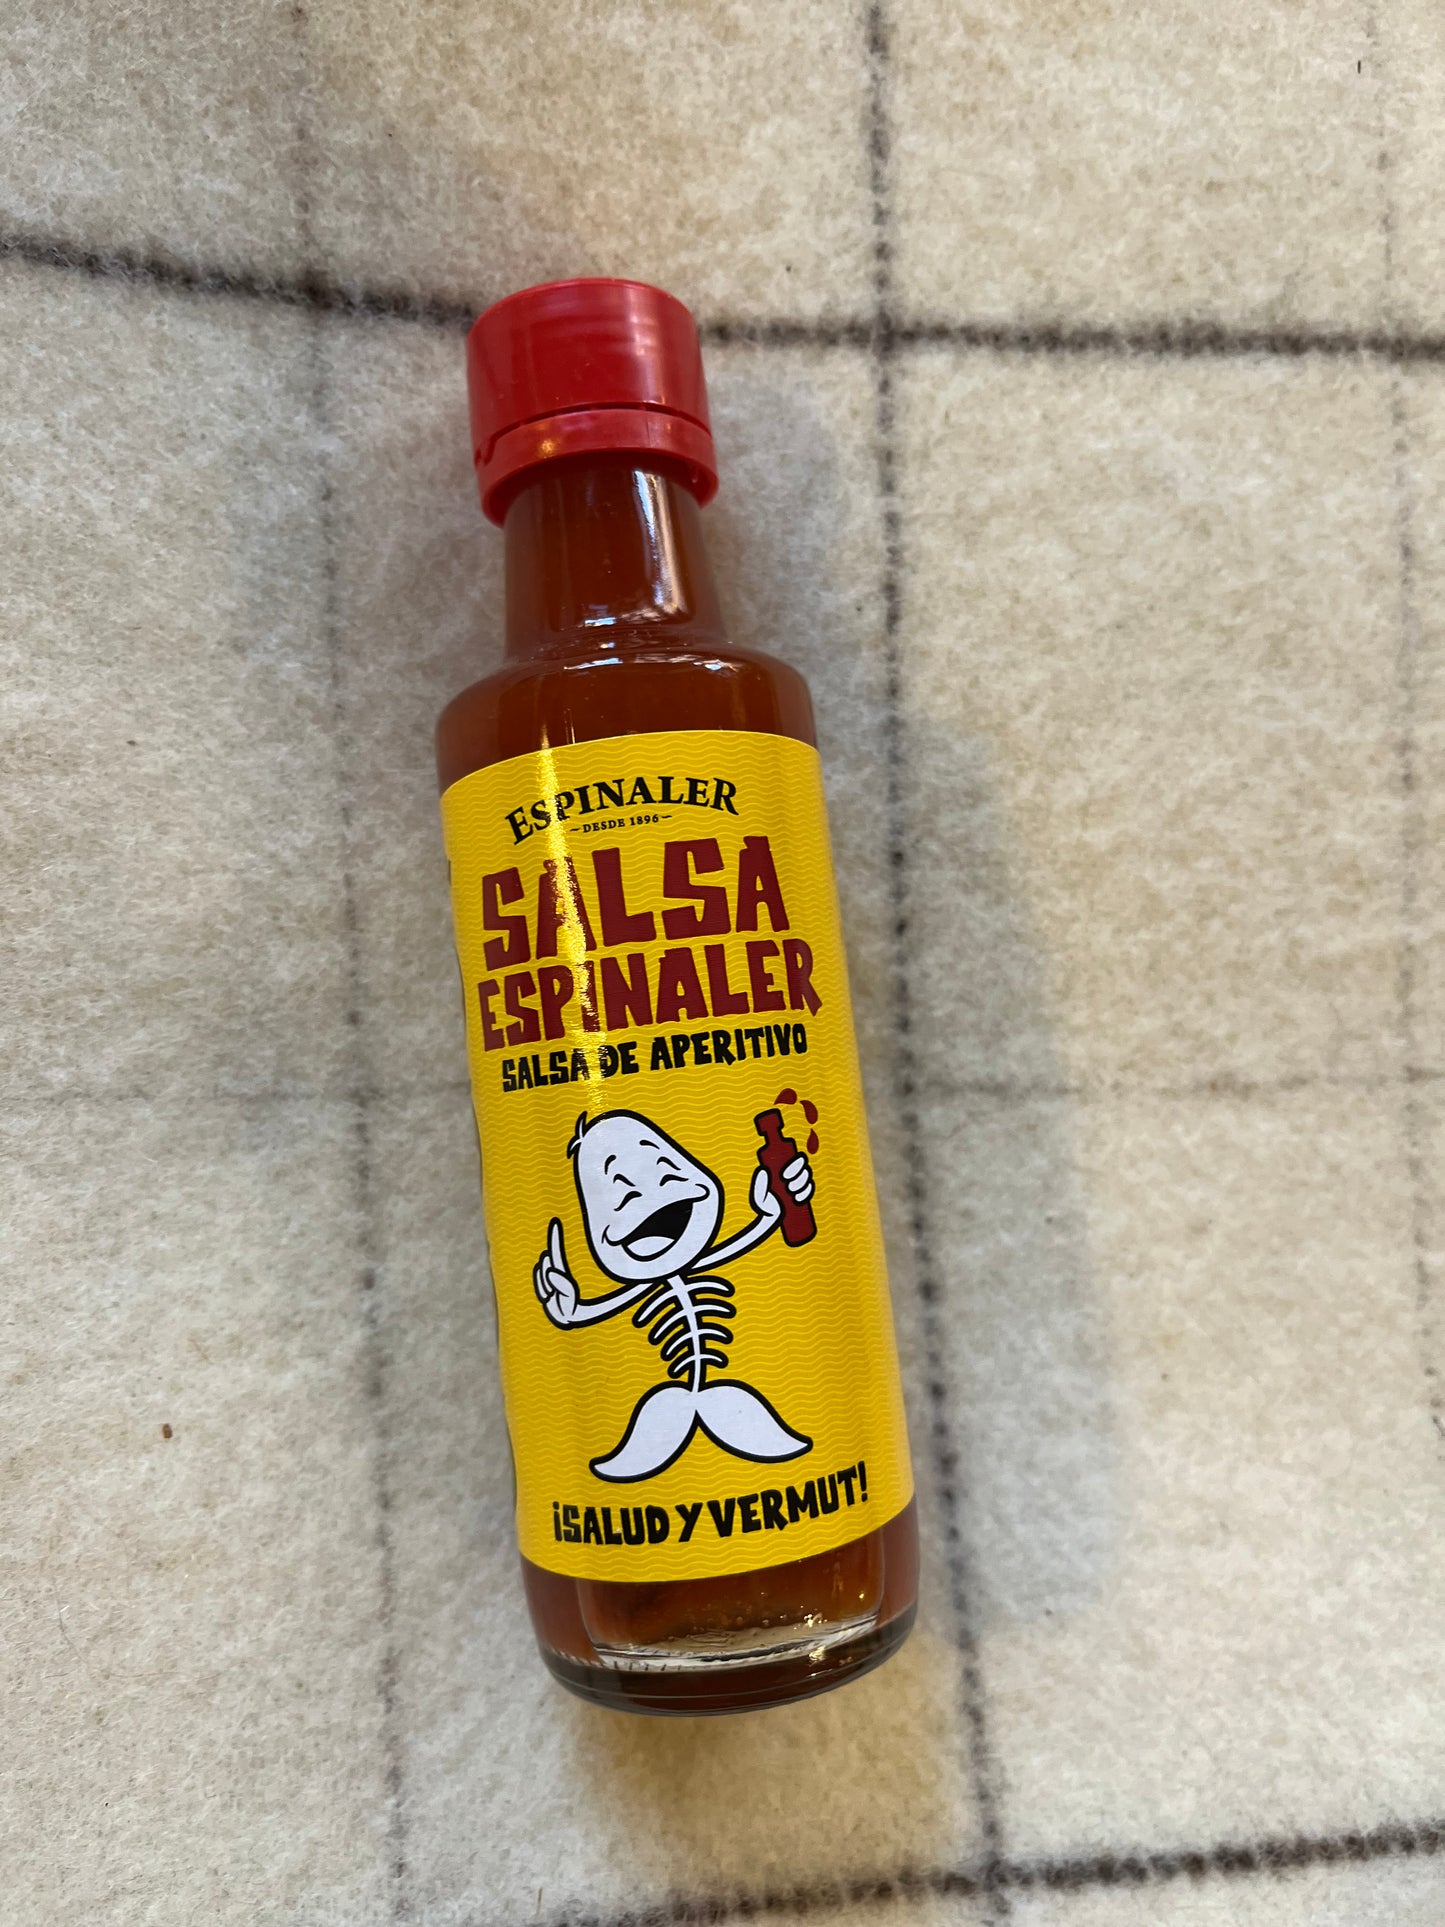 ESPINALER
~DESDE 1896~
SALSA
ESPINALER
SALSA DE APERITIVO
¡SALUD Y VERMUT!